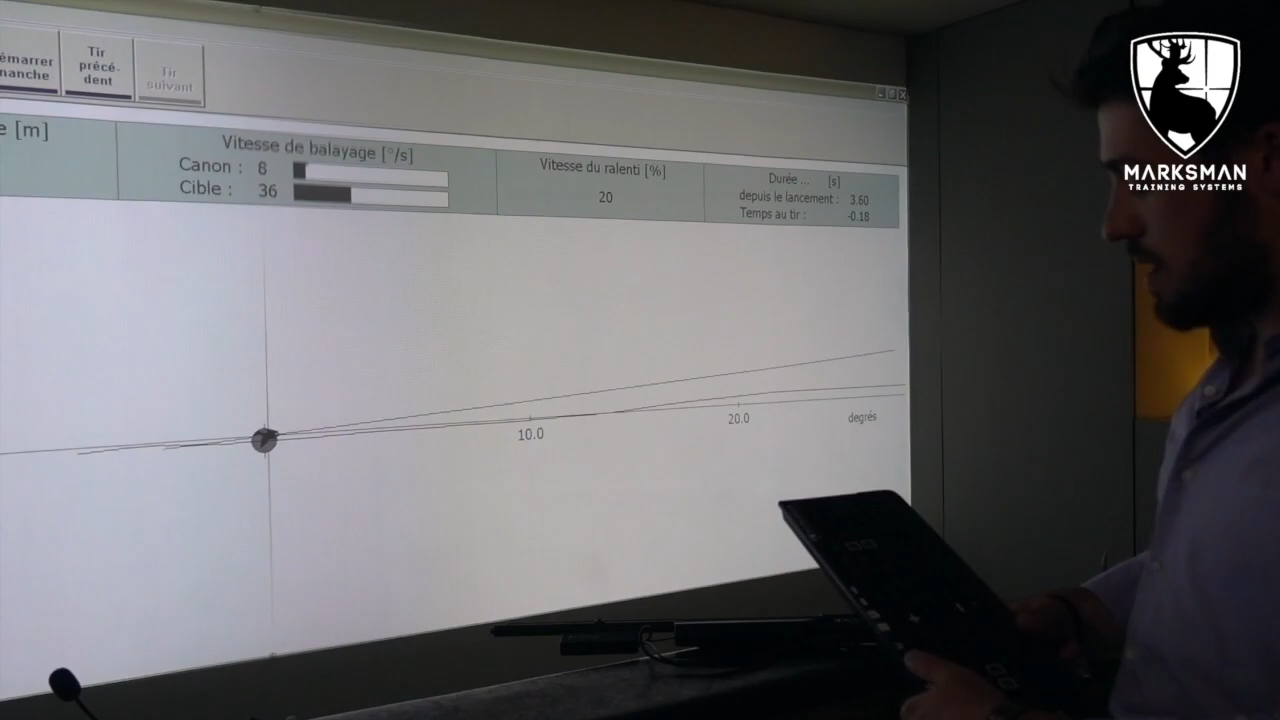 émarrer
manche
Tir
précé-
dent
Tir
suivant
e [m]
Vitesse de balayage [°/s]
Canon : 8
Cible : 36
Vitesse du ralenti [%]
20
Durée ... [s]
depuis le lancement : 3.60
Temps au tir : -0.18
10.0
20.0
degrés
MARKSMAN
TRAINING SYSTEMS